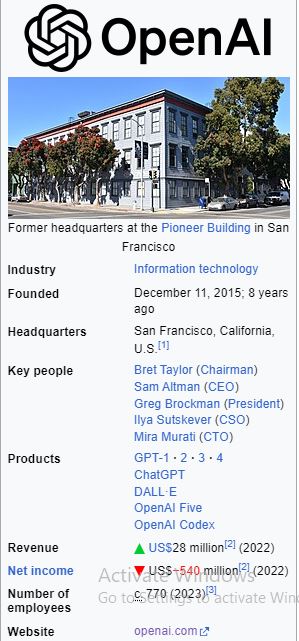 OpenAI
Former headquarters at the Pioneer Building in San
Francisco
Industry Information technology
Founded December 11, 2015; 8 years
ago
Headquarters San Francisco, California,
U.S.[1]
Key people Bret Taylor (Chairman)
Sam Altman (CEO)
Greg Brockman (President)
Ilya Sutskever (CSO)
Mira Murati (CTO)
Products GPT-1 · 2 · 3 · 4
ChatGPT
DALL·E
OpenAI Five
OpenAI Codex
Revenue ▲ US$28 million[2] (2022)
Net income ▼ US$−540 million[2] (2022)
Activate Windows
Number of
employees c. 770 (2023)[3]
Go to Settings to activate Win
Website openai.com